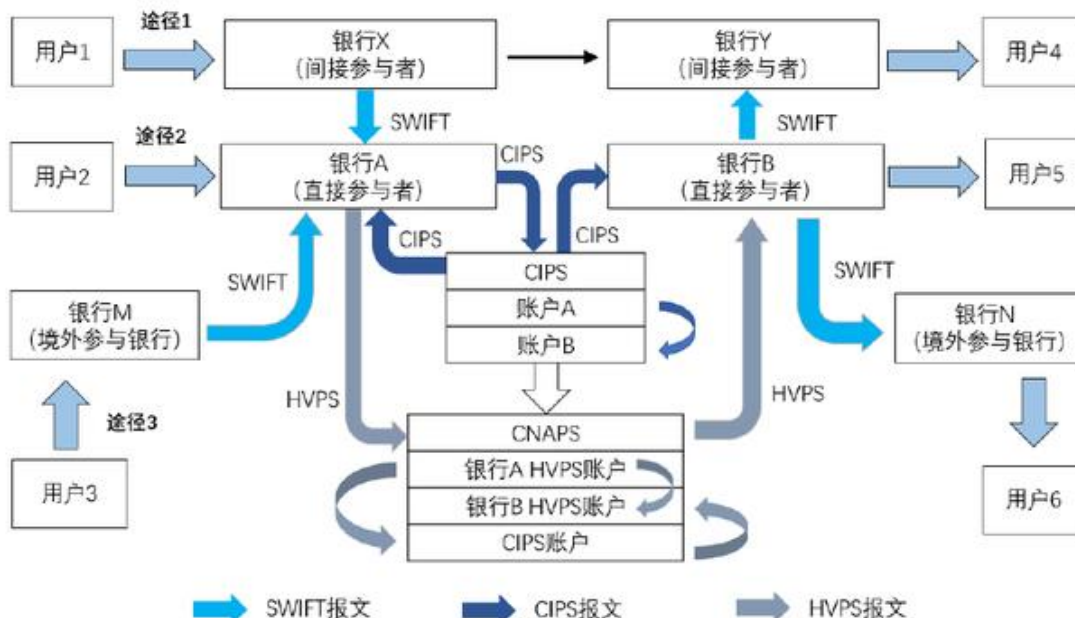 途径1
用户1
银行X
(间接参与者)
银行Y
(间接参与者)
用户4
SWIFT
SWIFT
途径2
用户2
银行A
(直接参与者)
CIPS
银行B
(直接参与者)
用户5
CIPS
CIPS
SWIFT
SWIFT
CIPS
账户A
账户B
银行M
(境外参与银行)
银行N
(境外参与银行)
HVPS
HVPS
途径3
CNAPS
银行A HVPS账户
银行B HVPS账户
CIPS账户
用户3
用户6
SWIFT报文
CIPS报文
HVPS报文